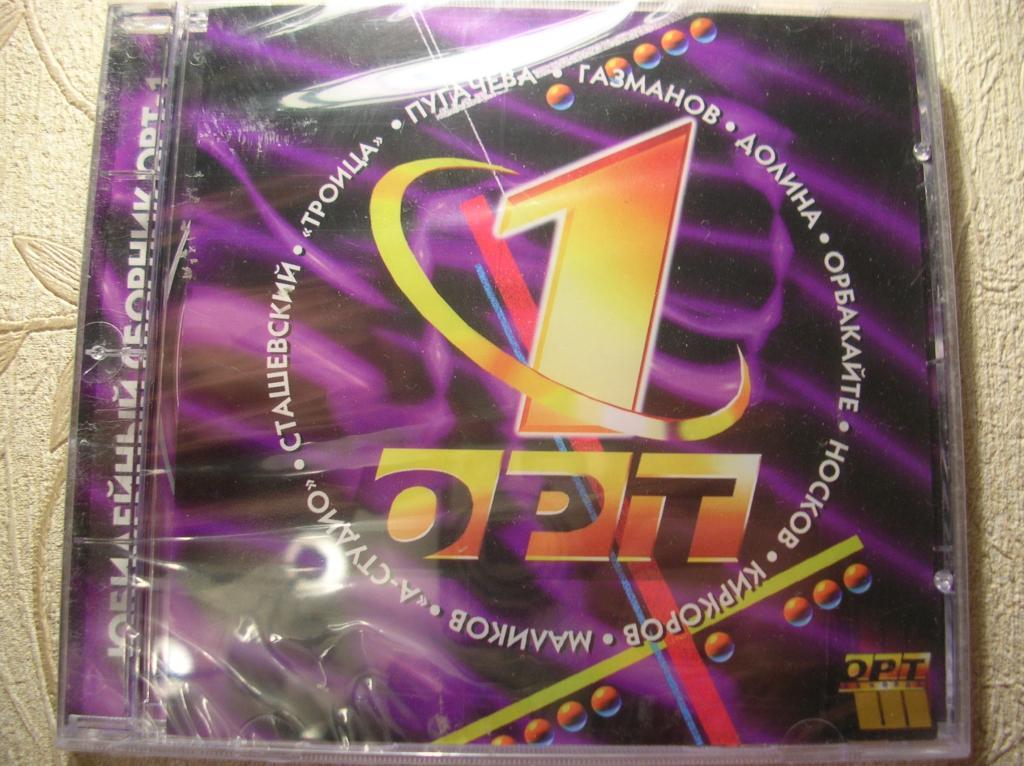 ЮБИЛЕЙНЫЙ СБОРНИК ОРТ 1
ПУГАЧЕВА • ГАЗМАНОВ • ДОЛИНА • ОРБАКАЙТЕ • НОСКОВ • КИРКОРОВ • МАЛИКОВ • «А-СТУДИО» • СТАШЕВСКИЙ • «ТРОИЦА» •
1
ОРТ
ОРТ